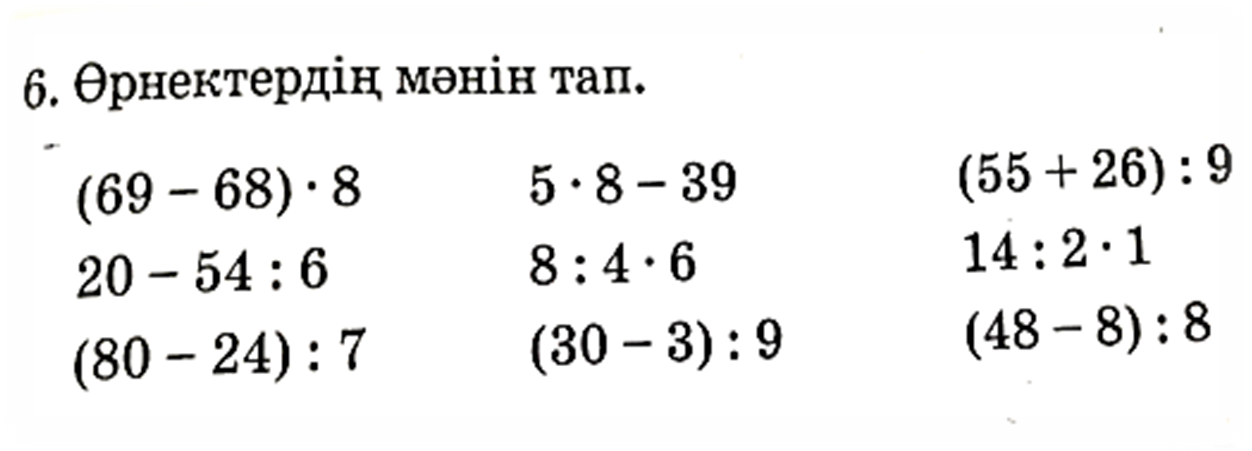 6. Өрнектердің мәнін тап.
(69 – 68) · 8 5 · 8 – 39 (55 + 26) : 9
20 – 54 : 6 8 : 4 · 6 14 : 2 · 1
(80 – 24) : 7 (30 – 3) : 9 (48 – 8) : 8